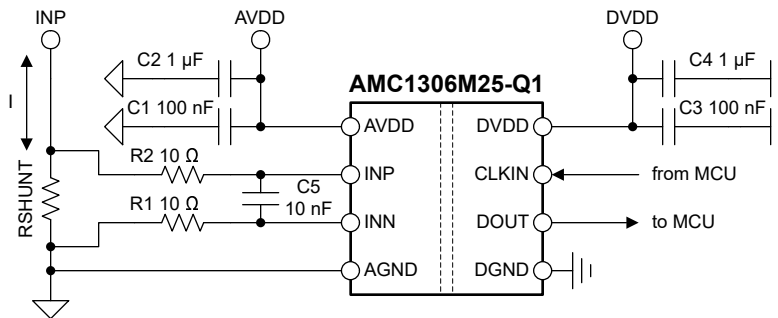 INP
AVDD
DVDD
C2 1 µF
C4 1 µF
AMC1306M25-Q1
C1 100 nF
C3 100 nF
I
AVDD
DVDD
R2 10 Ω
INP
CLKIN
from MCU
C5
10 nF
RSHUNT
R1 10 Ω
INN
DOUT
to MCU
AGND
DGND